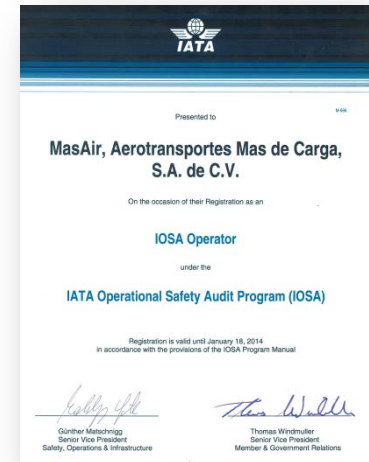 IATA
Presented to
MasAir, Aerotransportes Mas de Carga,
S.A. de C.V.
On the occasion of their Registration as an
IOSA Operator
under the
IATA Operational Safety Audit Program (IOSA)
Registration is valid until January 18, 2014
in accordance with the provisions of the IOSA Program Manual
Günther Matschnigg
Senior Vice President
Safety, Operations & Infrastructure
Thomas Windmuller
Senior Vice President
Member & Government Relations